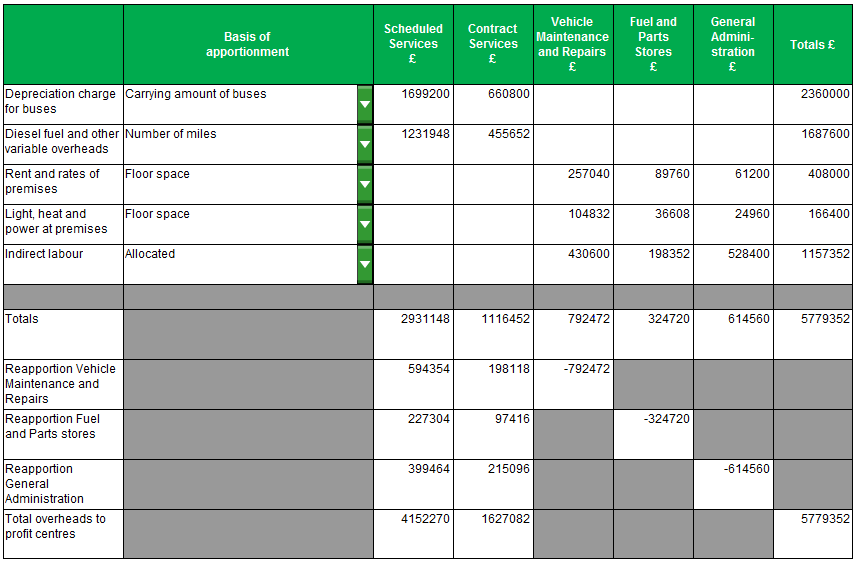 Basis of
apportionment
Scheduled
Services
£
Contract
Services
£
Vehicle
Maintenance
and Repairs
£
Fuel and
Parts
Stores
£
General
Admini-
stration
£
Totals £
Depreciation charge
for buses
Carrying amount of buses
1699200
660800
2360000
Diesel fuel and other
variable overheads
Number of miles
1231948
455652
1687600
Rent and rates of
premises
Floor space
257040
89760
61200
408000
Light, heat and
power at premises
Floor space
104832
36608
24960
166400
Indirect labour
Allocated
430600
198352
528400
1157352
Totals
2931148
1116452
792472
324720
614560
5779352
Reapportion Vehicle
Maintenance and
Repairs
594354
198118
-792472
Reapportion Fuel
and Parts stores
227304
97416
-324720
Reapportion
General
Administration
399464
215096
-614560
Total overheads to
profit centres
4152270
1627082
5779352